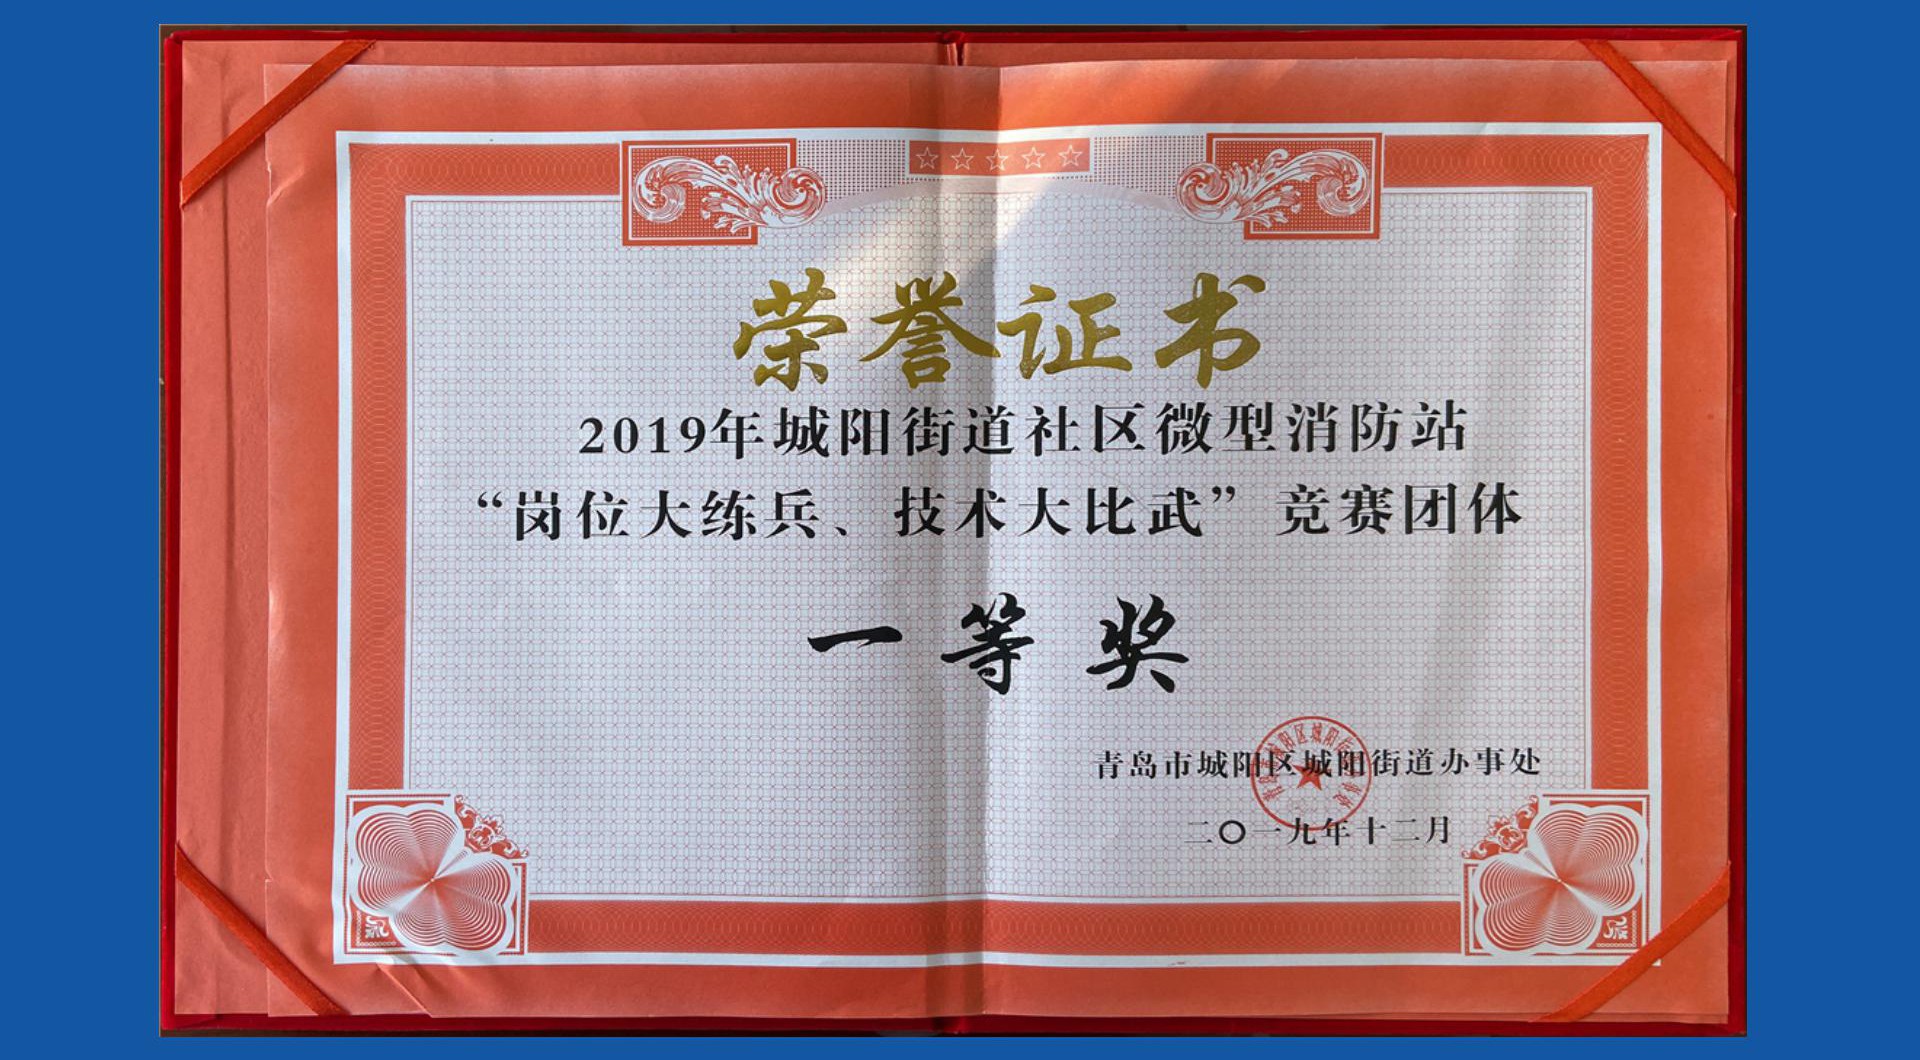 荣誉证书
2019年城阳街道社区微型消防站
“岗位大练兵、技术大比武”竞赛团体
一等奖
青岛市城阳区城阳街道办事处
二〇一九年十二月